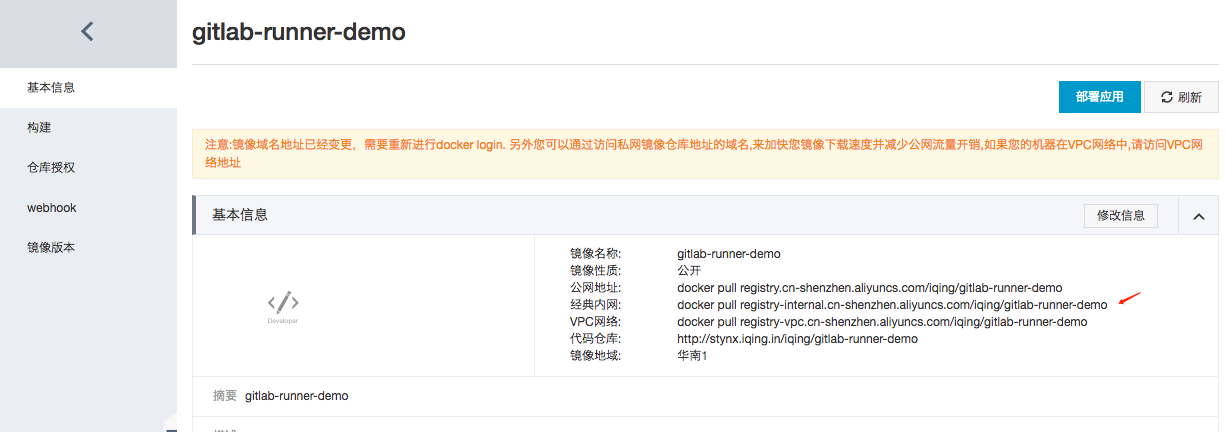 gitlab-runner-demo
基本信息
构建
仓库授权
webhook
镜像版本
部署应用
刷新
注意:镜像域名地址已经变更，需要重新进行docker login. 另外您可以通过访问私网镜像仓库地址的域名,来加快您镜像下载速度并减少公网流量开销,如果您的机器在VPC网络中,请访问VPC网
络地址
基本信息
修改信息
Developer
镜像名称: gitlab-runner-demo
镜像性质: 公开
公网地址: docker pull registry.cn-shenzhen.aliyuncs.com/iqing/gitlab-runner-demo
经典内网: docker pull registry-internal.cn-shenzhen.aliyuncs.com/iqing/gitlab-runner-demo
VPC网络: docker pull registry-vpc.cn-shenzhen.aliyuncs.com/iqing/gitlab-runner-demo
代码仓库: http://stynx.iqing.in/iqing/gitlab-runner-demo
镜像地域: 华南1
摘要 gitlab-runner-demo